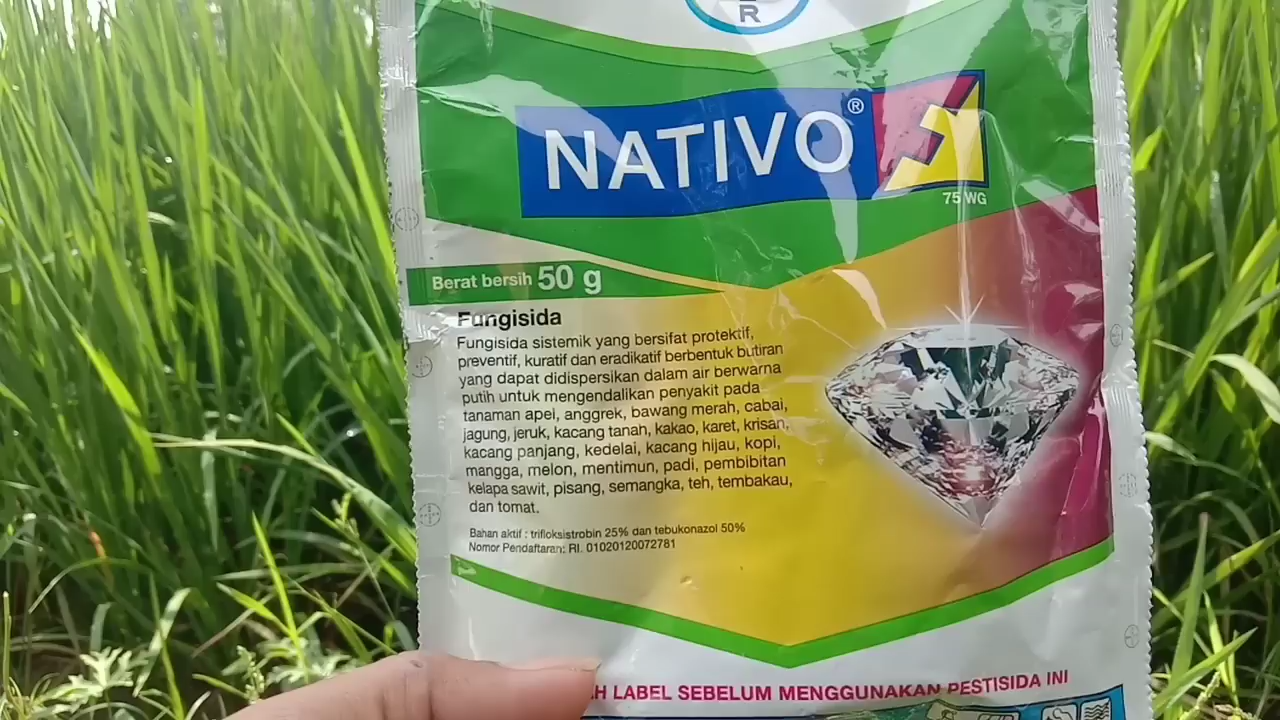 R
NATIVO®
75 WG
Berat bersih 50 g
Fungisida
Fungisida sistemik yang bersifat protektif,
preventif, kuratif dan eradikatif berbentuk butiran
yang dapat didispersikan dalam air berwarna
putih untuk mengendalikan penyakit pada
tanaman apel, anggrek, bawang merah, cabai,
jagung, jeruk, kacang tanah, kakao, karet, krisan,
kacang panjang, kedelai, kacang hijau, kopi,
mangga, melon, mentimun, padi, pembibitan
kelapa sawit, pisang, semangka, teh, tembakau,
dan tomat.
Bahan aktif : trifloksistrobin 25% dan tebukonazol 50%
Nomor Pendaftaran: RI. 01020120072781
H LABEL SEBELUM MENGGUNAKAN PESTISIDA INI